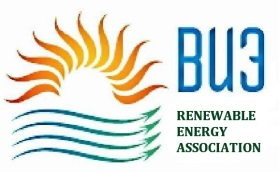 ВИЭ
RENEWABLE
ENERGY
ASSOCIATION